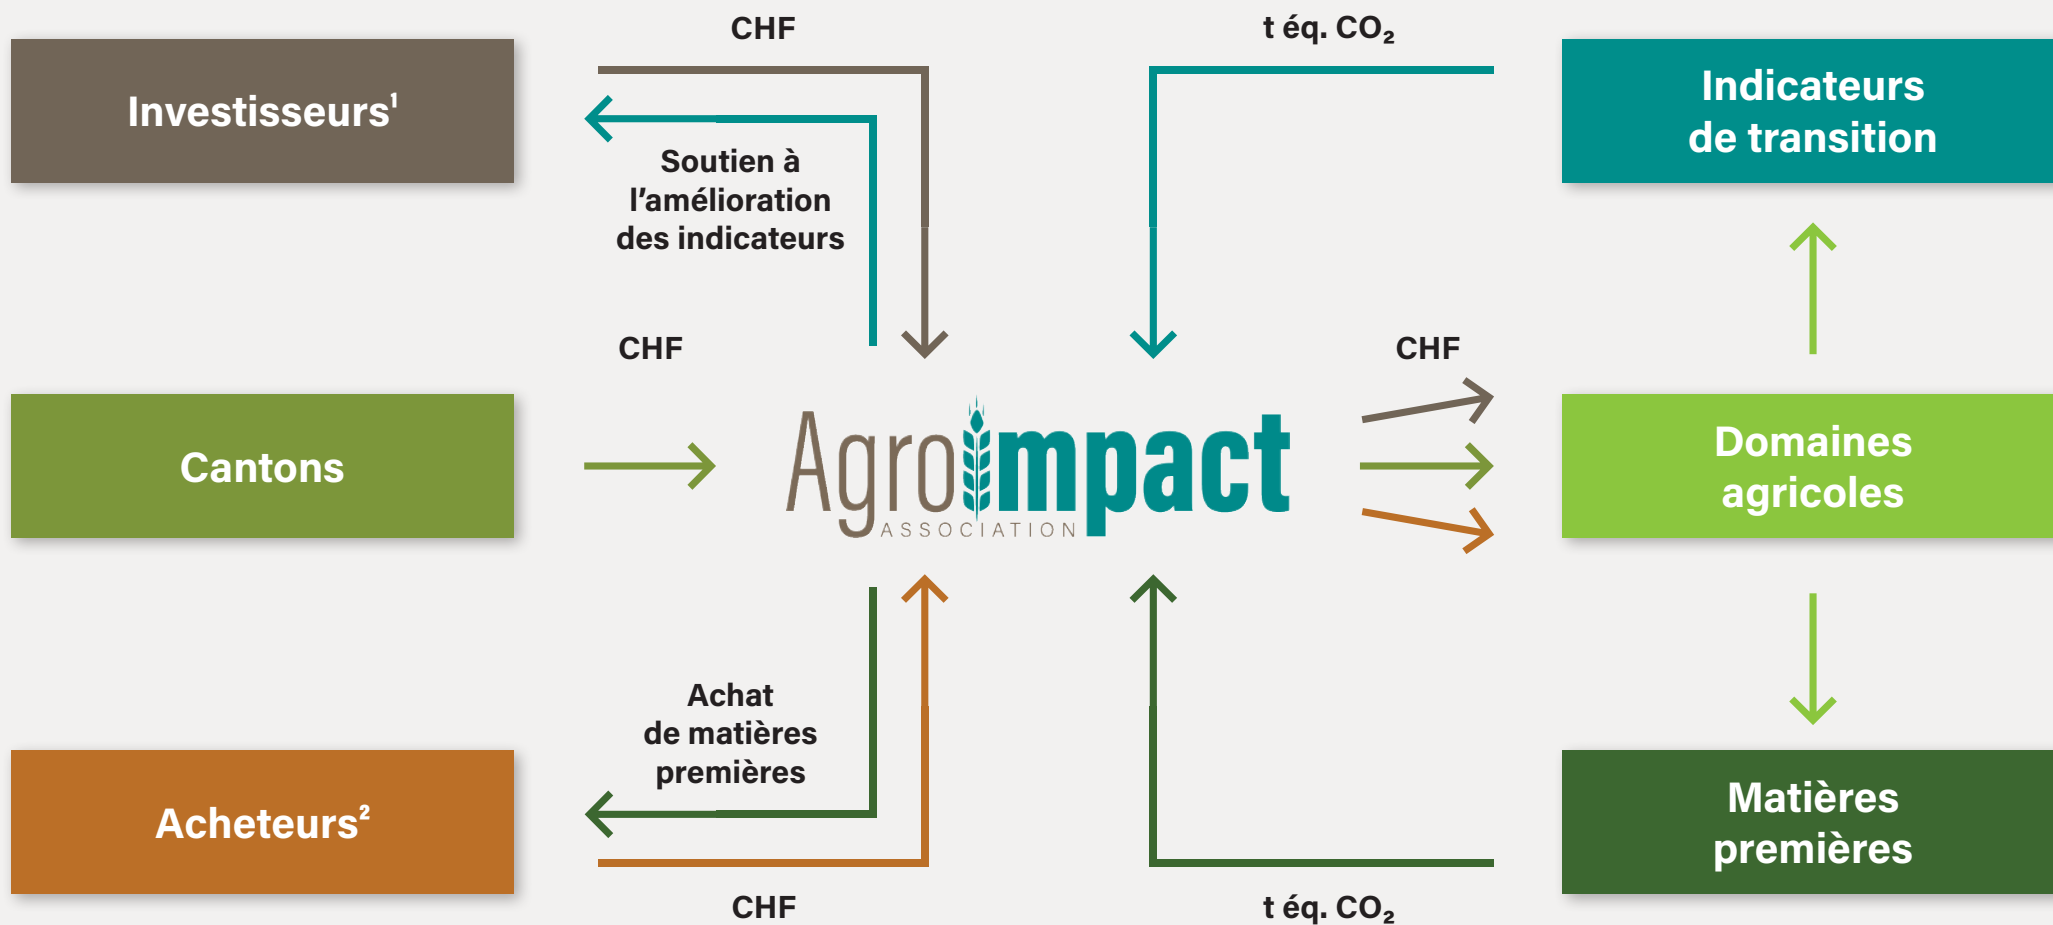 CHF
t éq. CO₂
Investisseurs¹
Indicateurs
de transition
Soutien à
l’amélioration
des indicateurs
CHF
CHF
Cantons
Agroimpact
ASSOCIATION
Domaines
agricoles
Achat
de matières
premières
Acheteurs²
Matières
premières
CHF
t éq. CO₂